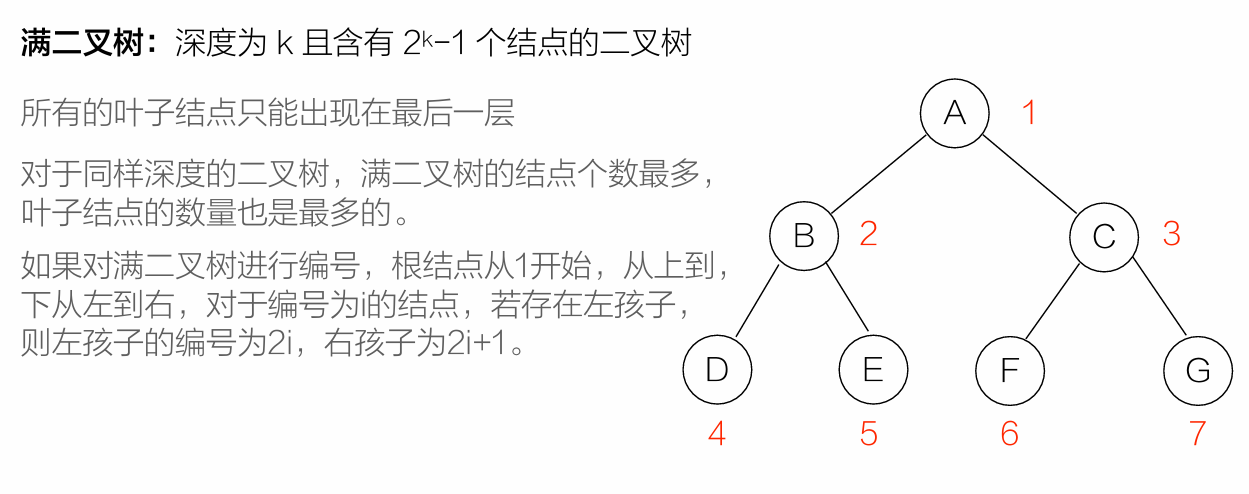 满二叉树：深度为 k 且含有 2ᵏ-1 个结点的二叉树
所有的叶子结点只能出现在最后一层
对于同样深度的二叉树，满二叉树的结点个数最多，
叶子结点的数量也是最多的。
如果对满二叉树进行编号，根结点从1开始，从上到，
下从左到右，对于编号为i的结点，若存在左孩子，
则左孩子的编号为2i，右孩子为2i+1。
A 1
B 2 C 3
D E F G
4 5 6 7